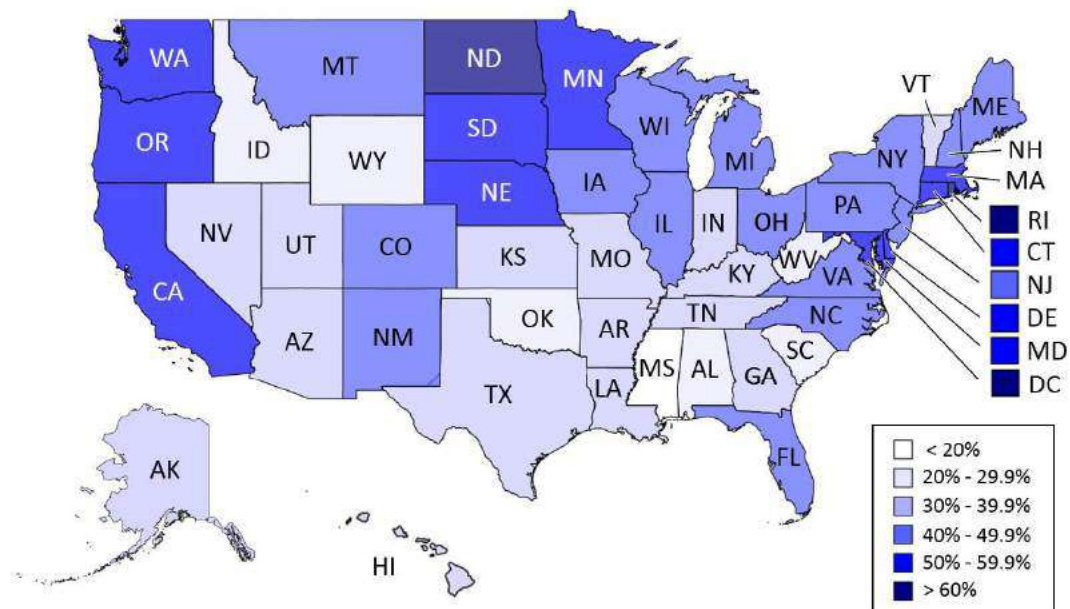 WA
MT
ND
MN
VT
ME
OR
ID
SD
WI
NY
NH
WY
MI
MA
NE
IA
PA
RI
NV
UT
CO
IL
IN
OH
CT
KS
MO
WV
VA
NJ
CA
KY
DE
AZ
NM
OK
AR
TN
NC
MD
MS
AL
GA
SC
DC
TX
LA
FL
AK
HI
< 20%
20% - 29.9%
30% - 39.9%
40% - 49.9%
50% - 59.9%
> 60%